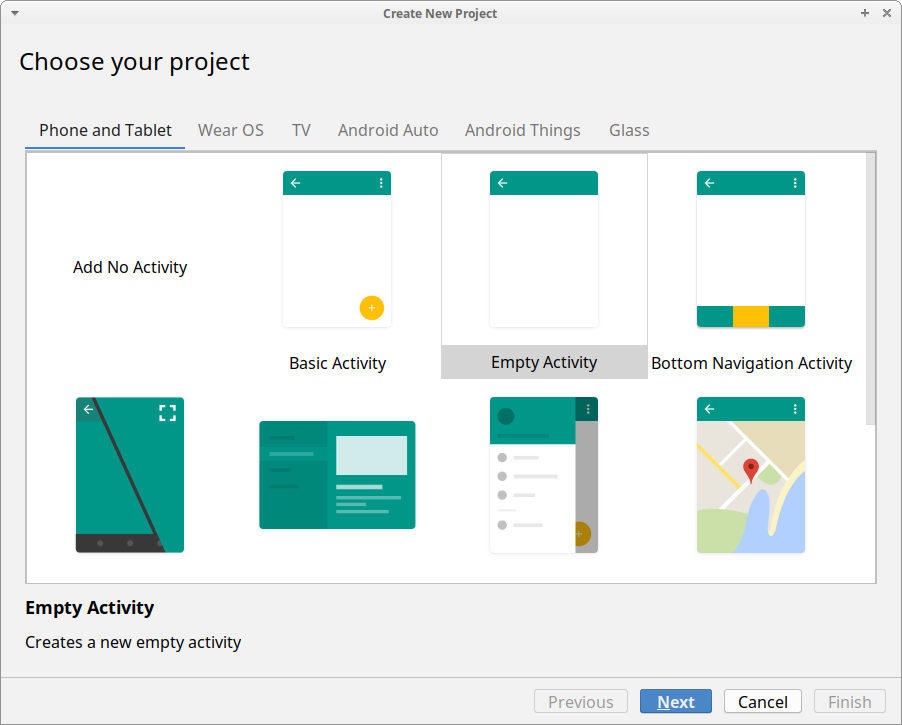 Create New Project
Choose your project
Phone and Tablet Wear OS TV Android Auto Android Things Glass
Add No Activity
Basic Activity
Empty Activity
Bottom Navigation Activity
Empty Activity
Creates a new empty activity
Previous Next Cancel Finish